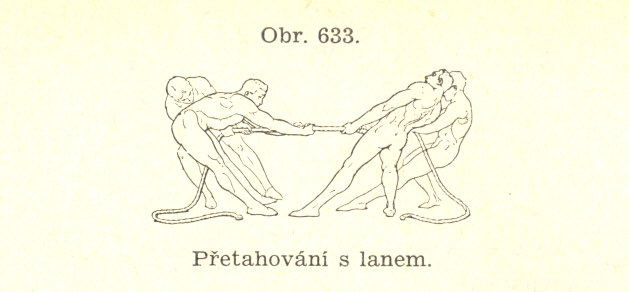 Obr. 633.
Přetahování s lanem.